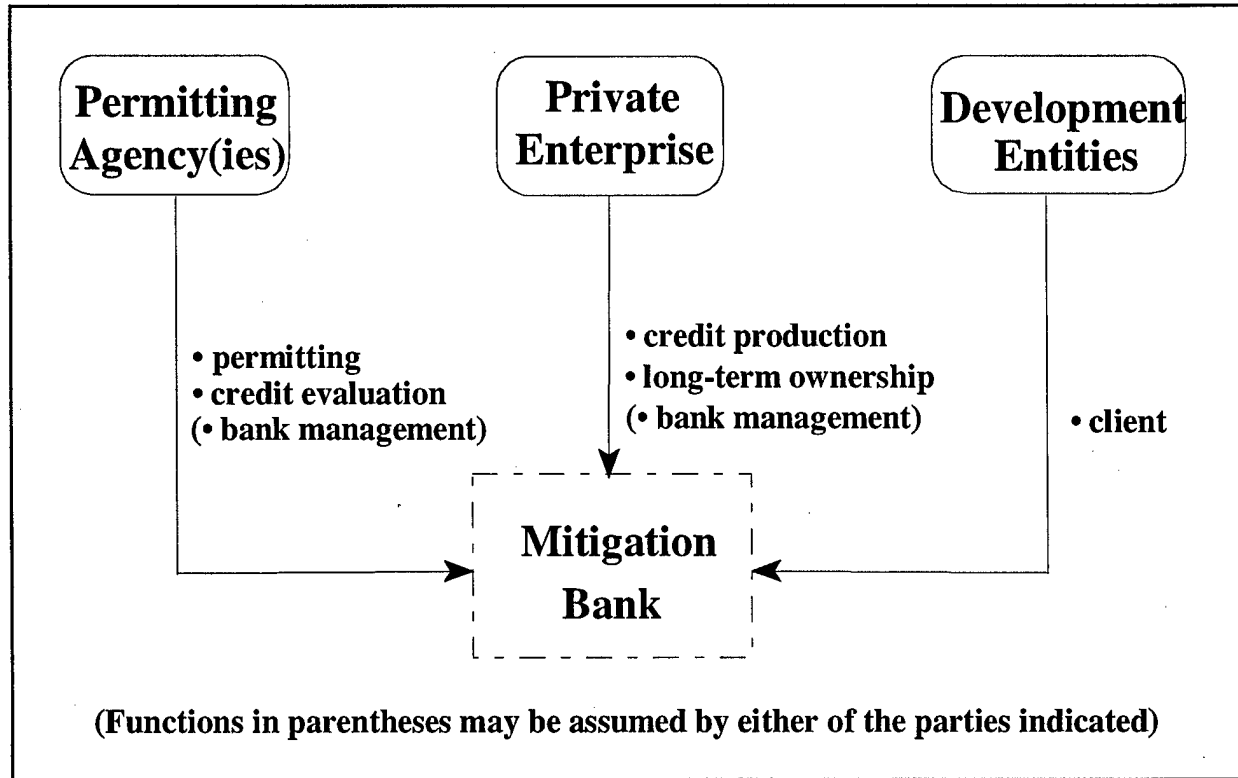 Permitting
Agency(ies)
Private
Enterprise
Development
Entities
• permitting
• credit evaluation
(• bank management)
• credit production
• long-term ownership
(• bank management)
• client
Mitigation
Bank
(Functions in parentheses may be assumed by either of the parties indicated)